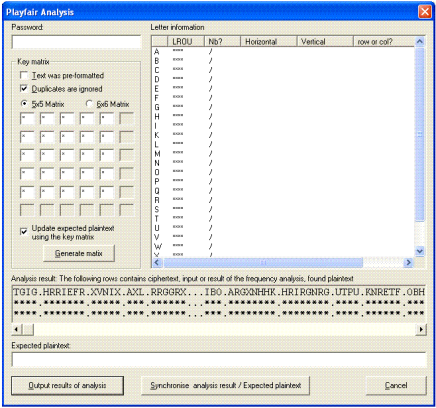 Playfair Analysis
Password:
Letter information
LROU Nb? Horizontal Vertical row or col?
A **** /
B **** /
C **** /
D **** /
E **** /
F **** /
G **** /
H **** /
I **** /
K **** /
L **** /
M **** /
N **** /
O **** /
P **** /
Q **** /
R **** /
S **** /
T **** /
U **** /
V **** /
W **** /
Key matrix
Text was pre-formatted
Duplicates are ignored
5x5 Matrix 6x6 Matrix
* * * * *
* * * * *
* * * * *
* * * * *
* * * * *
Update expected plaintext
using the key matrix
Generate matix
Analysis result: The following rows contains ciphertext, input or result of the frequency analysis, found plaintext
TGIG.HRRIEFR.XVNIX.AXL.RRGGRX...IBO.ARGXNHHK.HRIRGNRG.UTPU.KNRETF.OBH
****.*******.*****.***.******...***.********.********.****.******.***
****.*******.*****.***.******...***.********.********.****.******.***
Expected plaintext:
Output results of analysis
Synchronise analysis result / Expected plaintext
Cancel